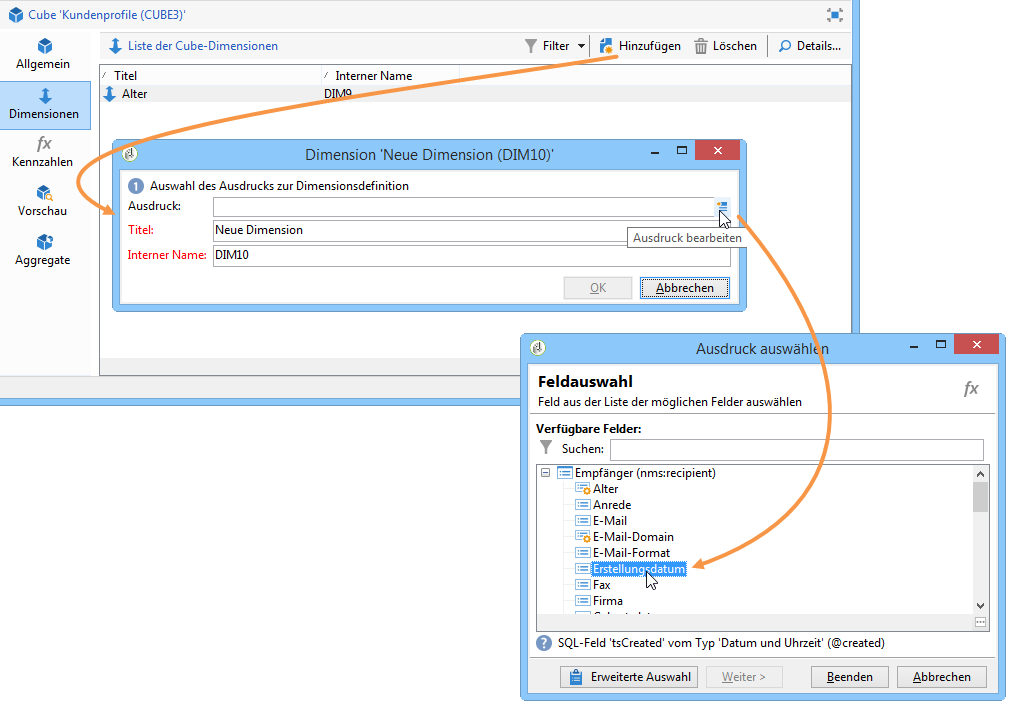 Cube 'Kundenprofile (CUBE3)'
Allgemein
Dimensionen
fx
Kennzahlen
Vorschau
Aggregate
Liste der Cube-Dimensionen
Filter
Hinzufügen
Löschen
Details...
Titel
Interner Name
Alter
DIM9
Dimension 'Neue Dimension (DIM10)'
1 Auswahl des Ausdrucks zur Dimensionsdefinition
Ausdruck:
Titel: Neue Dimension
Ausdruck bearbeiten
Interner Name: DIM10
OK
Abbrechen
Ausdruck auswählen
Feldauswahl
fx
Feld aus der Liste der möglichen Felder auswählen
Verfügbare Felder:
Suchen:
Empfänger (nms:recipient)
Alter
Anrede
E-Mail
E-Mail-Domain
E-Mail-Format
Erstellungsdatum
Fax
Firma
SQL-Feld 'tsCreated' vom Typ 'Datum und Uhrzeit' (@created)
Erweiterte Auswahl
Weiter >
Beenden
Abbrechen